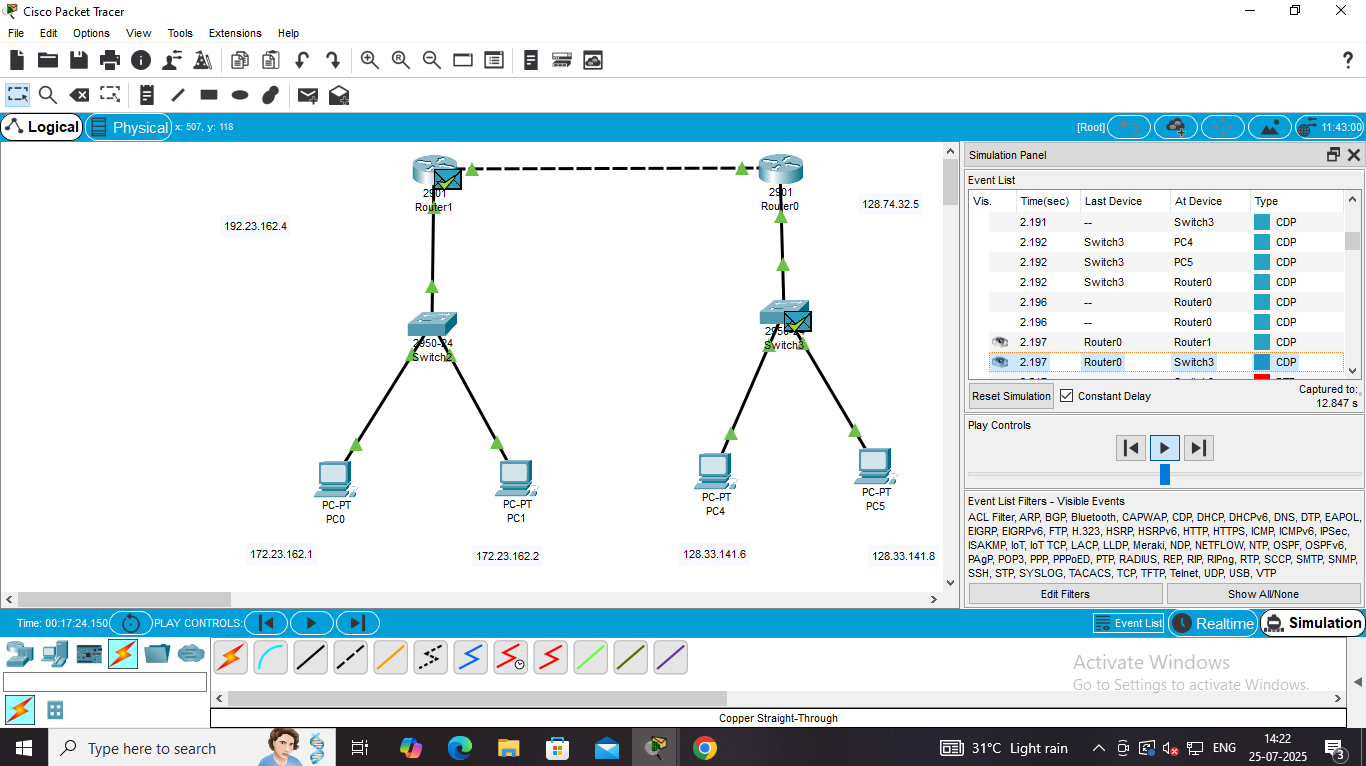 Cisco Packet Tracer
File Edit Options View Tools Extensions Help
Logical Physical x: 507, y: 118 [Root] 11:43:00
2901
Router1
2901
Router0
192.23.162.4
128.74.32.5
2950-24
Switch2
2950-24
Switch3
PC-PT
PC0
PC-PT
PC1
PC-PT
PC4
PC-PT
PC5
172.23.162.1
172.23.162.2
128.33.141.6
128.33.141.8
Simulation Panel
Event List
Vis. Time(sec) Last Device At Device Type
2.191 -- Switch3 CDP
2.192 Switch3 PC4 CDP
2.192 Switch3 PC5 CDP
2.192 Switch3 Router0 CDP
2.196 -- Router0 CDP
2.196 -- Router0 CDP
2.197 Router0 Router1 CDP
2.197 Router0 Switch3 CDP
Reset Simulation Constant Delay Captured to:
12.847 s
Play Controls
Event List Filters - Visible Events
ACL Filter, ARP, BGP, Bluetooth, CAPWAP, CDP, DHCP, DHCPv6, DNS, DTP, EAPOL,
EIGRP, EIGRPv6, FTP, H.323, HSRP, HSRPv6, HTTP, HTTPS, ICMP, ICMPv6, IPSec,
ISAKMP, IoT, IoT TCP, LACP, LLDP, Meraki, NDP, NETFLOW, NTP, OSPF, OSPFv6,
PAgP, POP3, PPP, PPPoED, PTP, RADIUS, REP, RIP, RIPng, RTP, SCCP, SMTP, SNMP,
SSH, STP, SYSLOG, TACACS, TCP, TFTP, Telnet, UDP, USB, VTP
Edit Filters Show All/None
Time: 00:17:24.150 PLAY CONTROLS: Event List Realtime Simulation
Activate Windows
Go to Settings to activate Windows.
Copper Straight-Through
Type here to search
31°C Light rain
ENG
14:22
25-07-2025
3